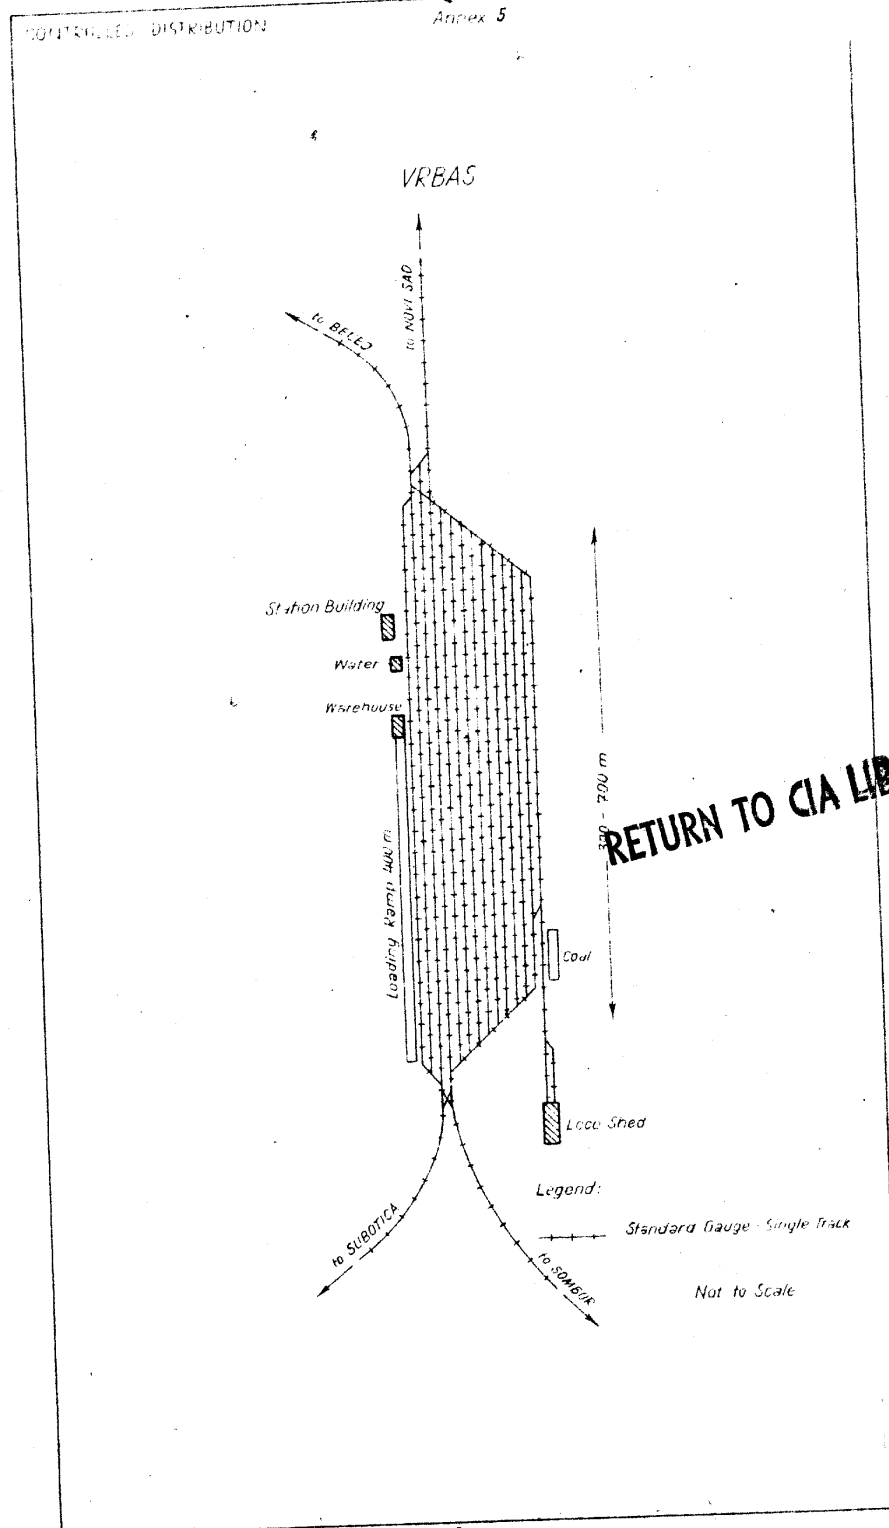 CONTROLLED DISTRIBUTION
Annex 5
VRBAS
to NOVI SAD
to BECEJ
Station Building
Water
Warehouse
Loading Ramp 400 m
- 700 m
RETURN TO CIA LIB
Coal
Loco Shed
Legend:
Standard Gauge - Single Track
to SUBOTICA
to SOMBOR
Not to Scale